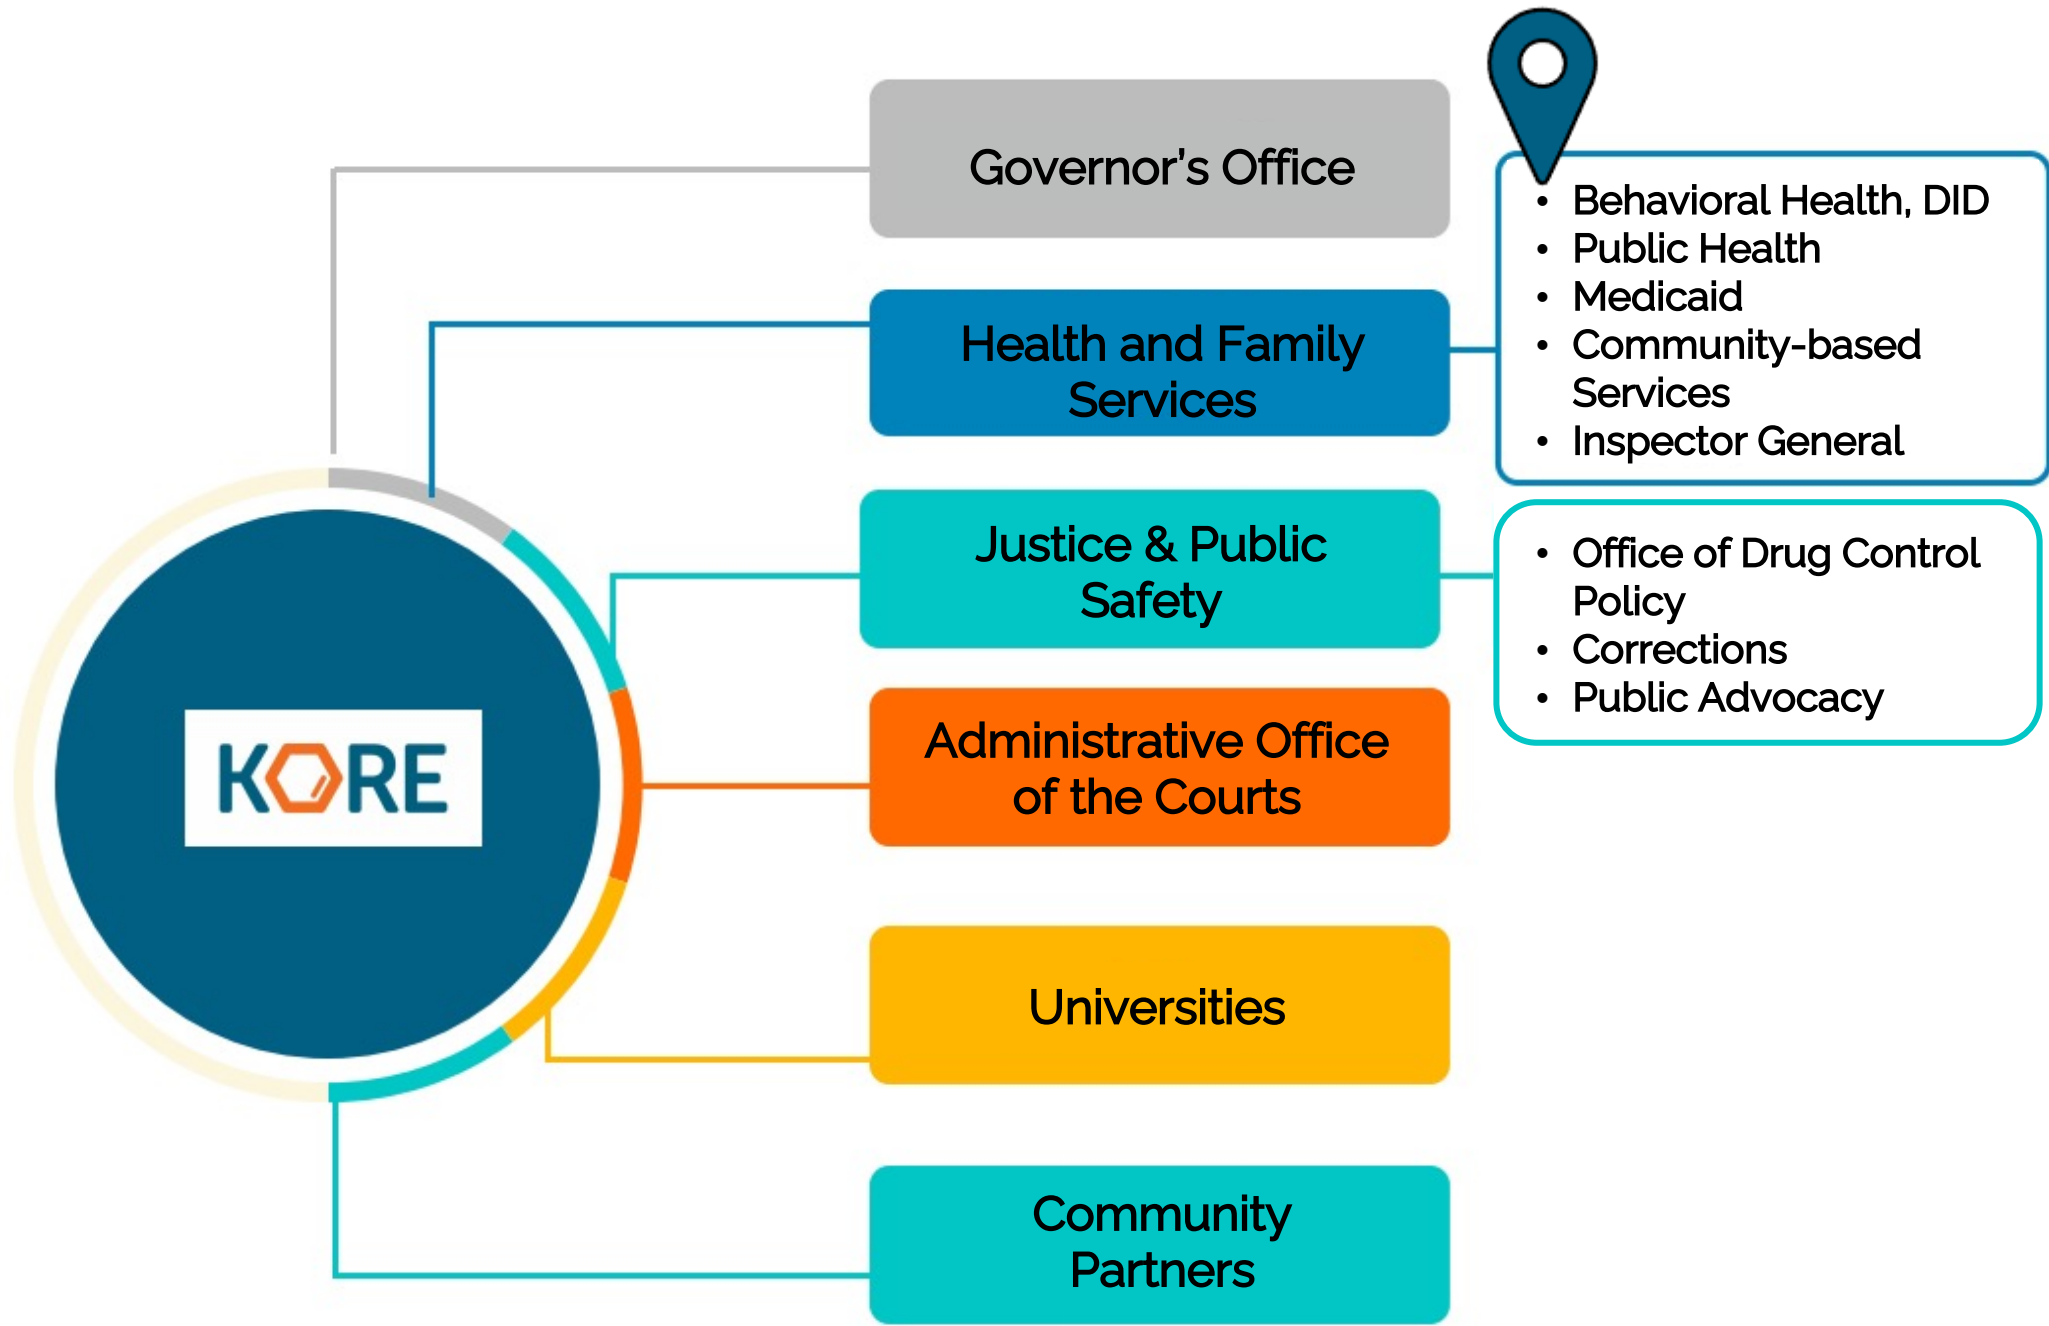 KORE
Governor’s Office
Health and Family
Services
• Behavioral Health, DID
• Public Health
• Medicaid
• Community-based
Services
• Inspector General
Justice & Public
Safety
• Office of Drug Control
Policy
• Corrections
• Public Advocacy
Administrative Office
of the Courts
Universities
Community
Partners